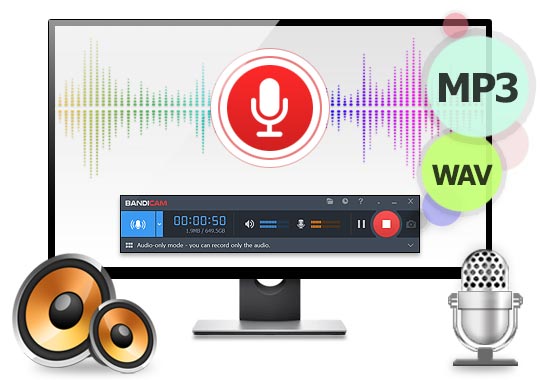 MP3
WAV
BANDICAM
00:00:50
1.9MB / 649.5GB
Audio-only mode - you can record only the audio.